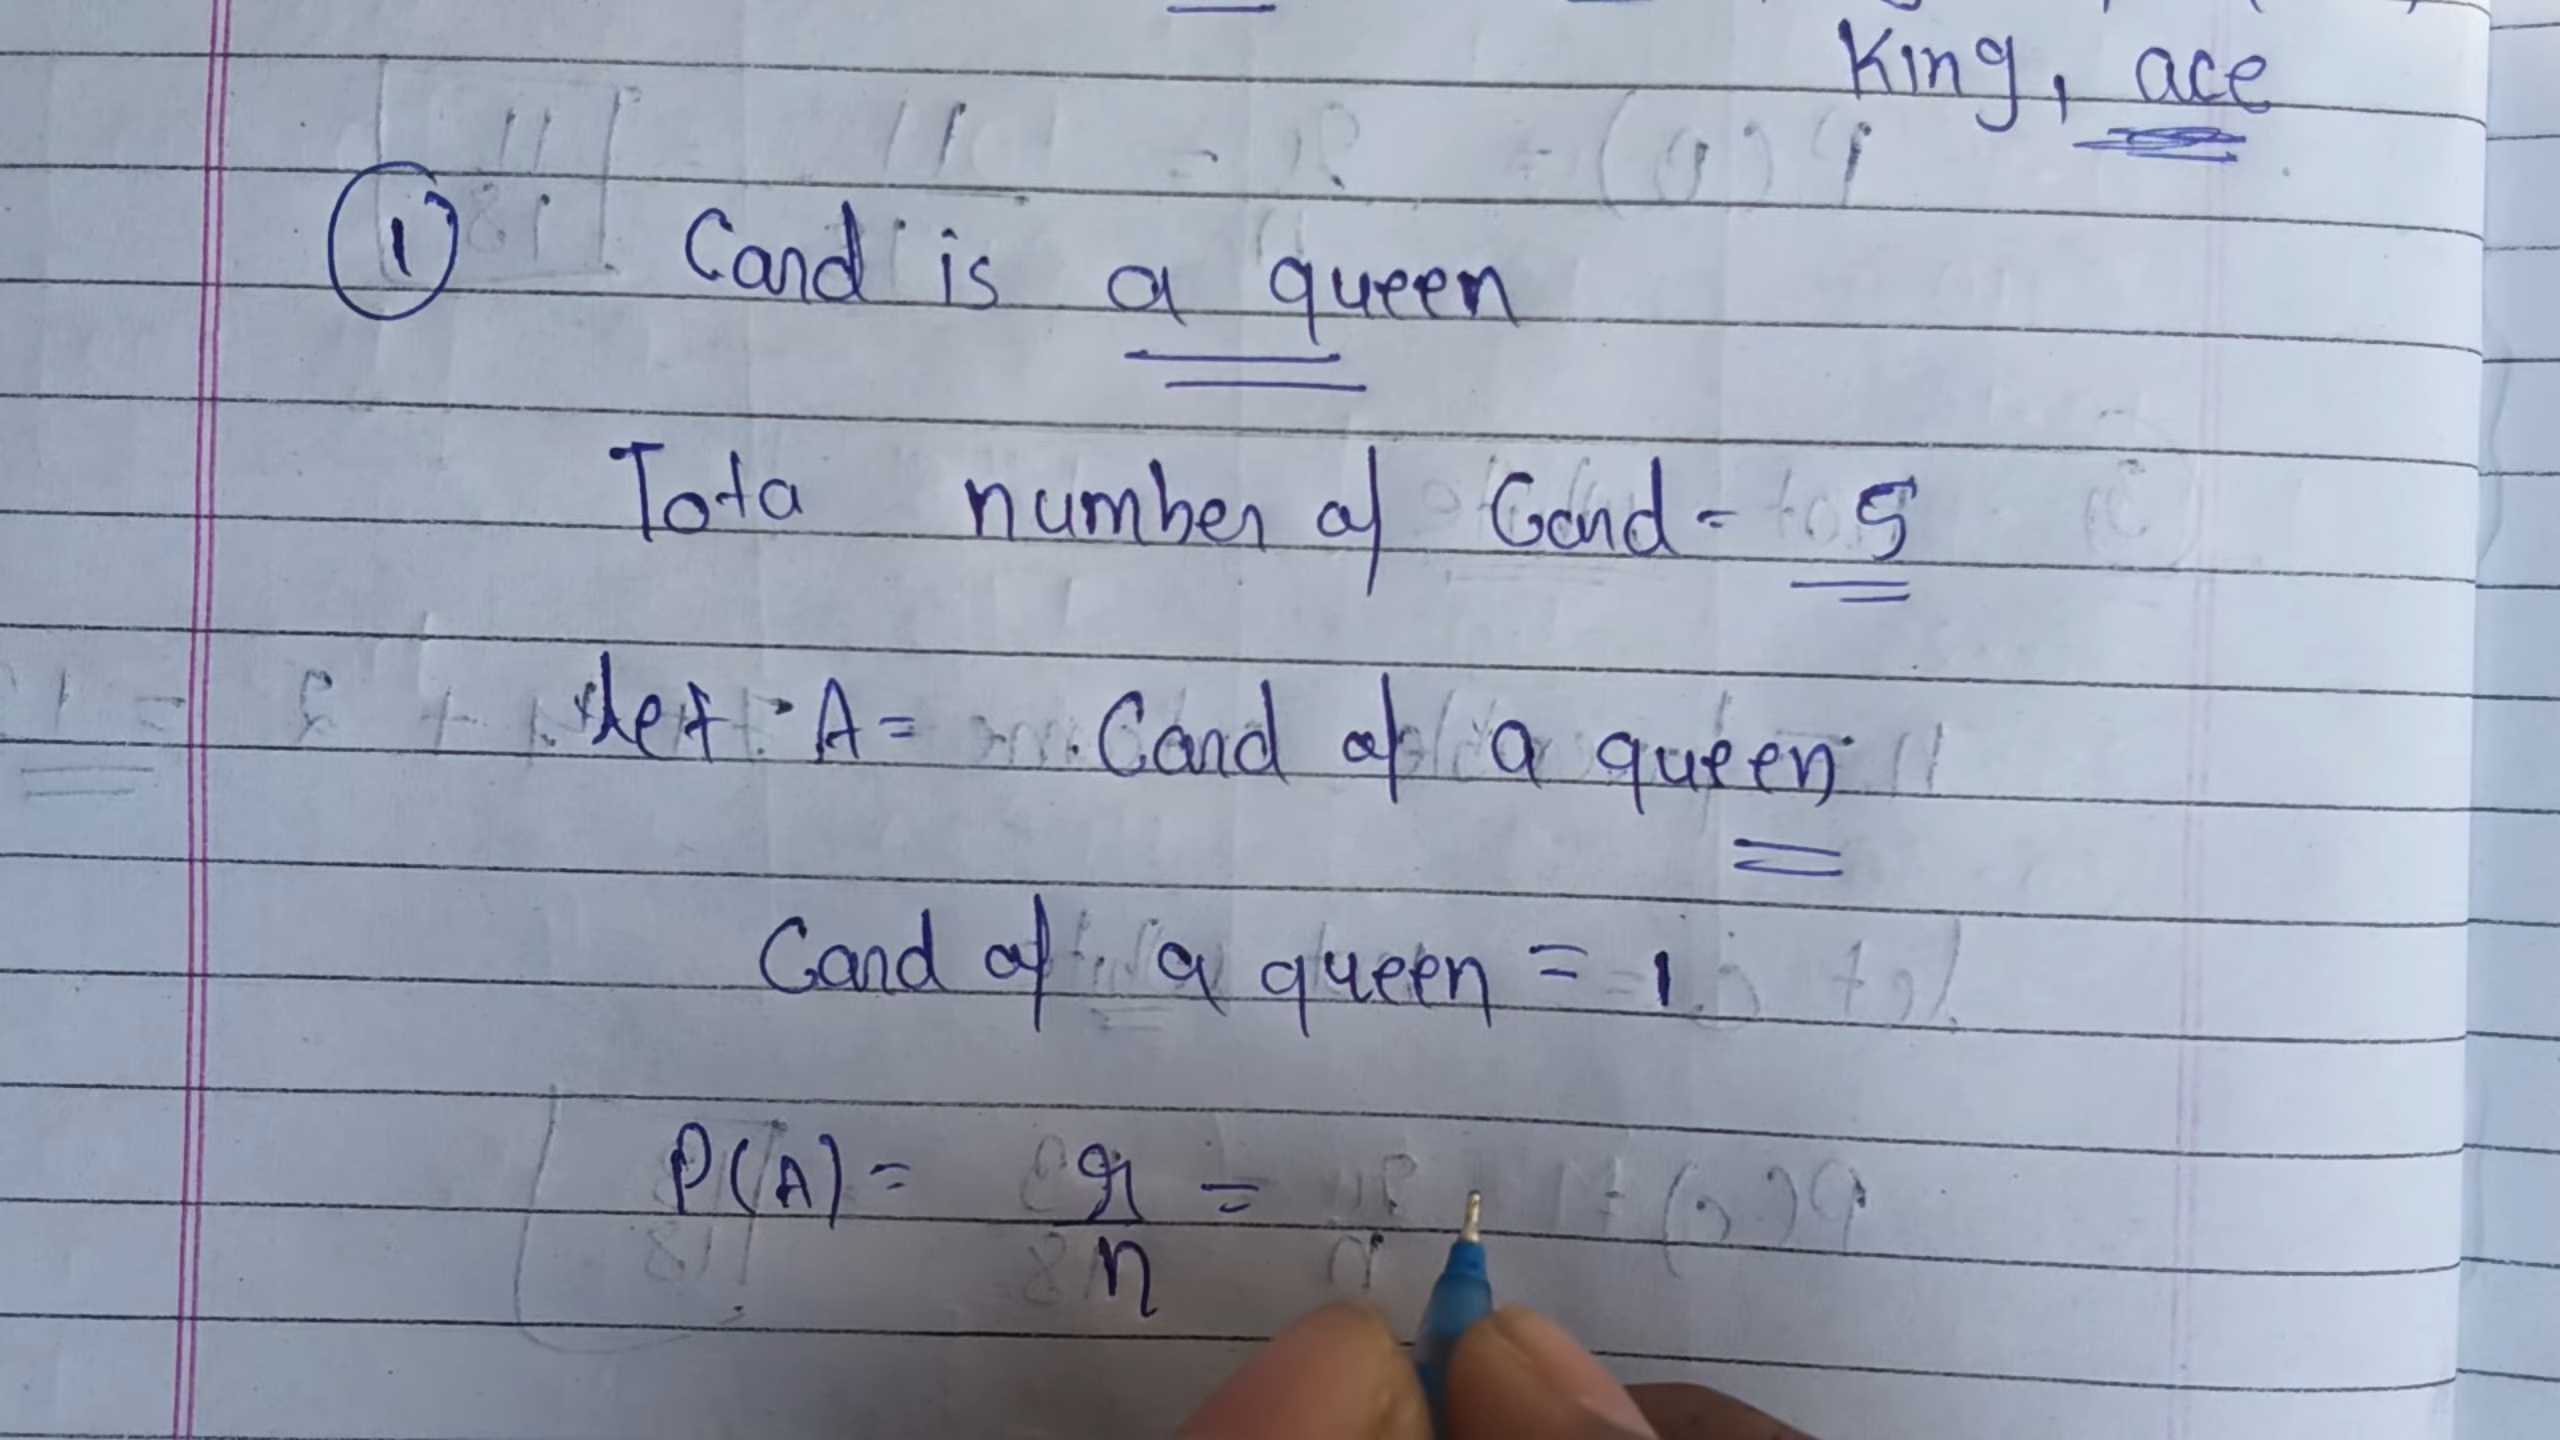 King, ace
1 Card is a queen
Tota number of Card = 5
let A = Card of a queen
Card of a queen = 1
P(A) = r/n =